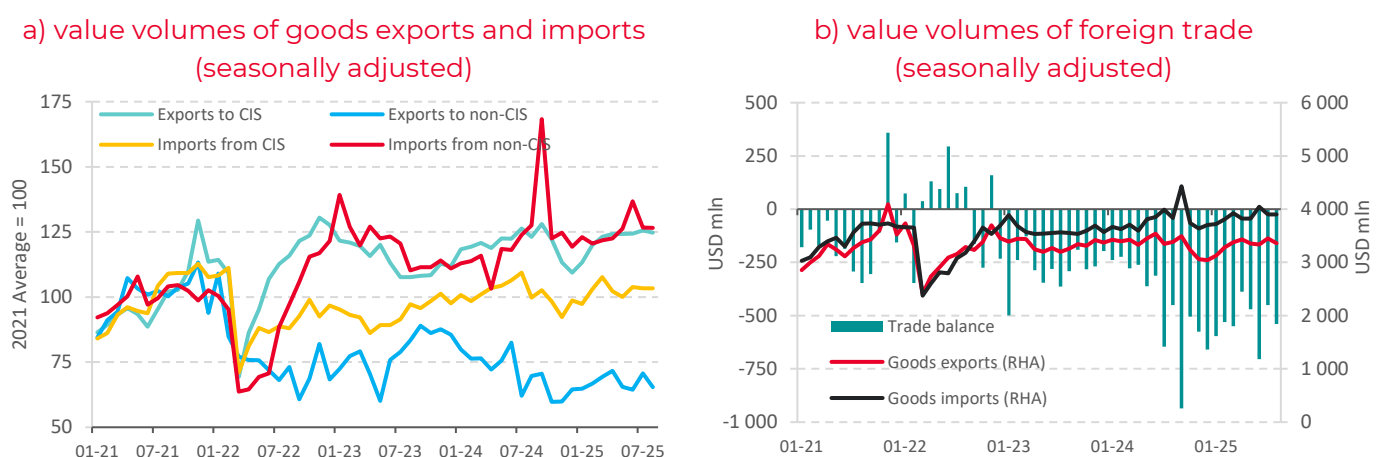 a) value volumes of goods exports and imports
(seasonally adjusted)
175
150
125
100
75
50
2021 Average = 100
Exports to CIS
Exports to non-CIS
Imports from CIS
Imports from non-CIS
01-21
07-21
01-22
07-22
01-23
07-23
01-24
07-24
01-25
07-25
b) value volumes of foreign trade
(seasonally adjusted)
500
250
0
-250
-500
-750
-1 000
USD mln
6 000
5 000
4 000
3 000
2 000
1 000
0
USD mln
Trade balance
Goods exports (RHA)
Goods imports (RHA)
01-21
01-22
01-23
01-24
01-25